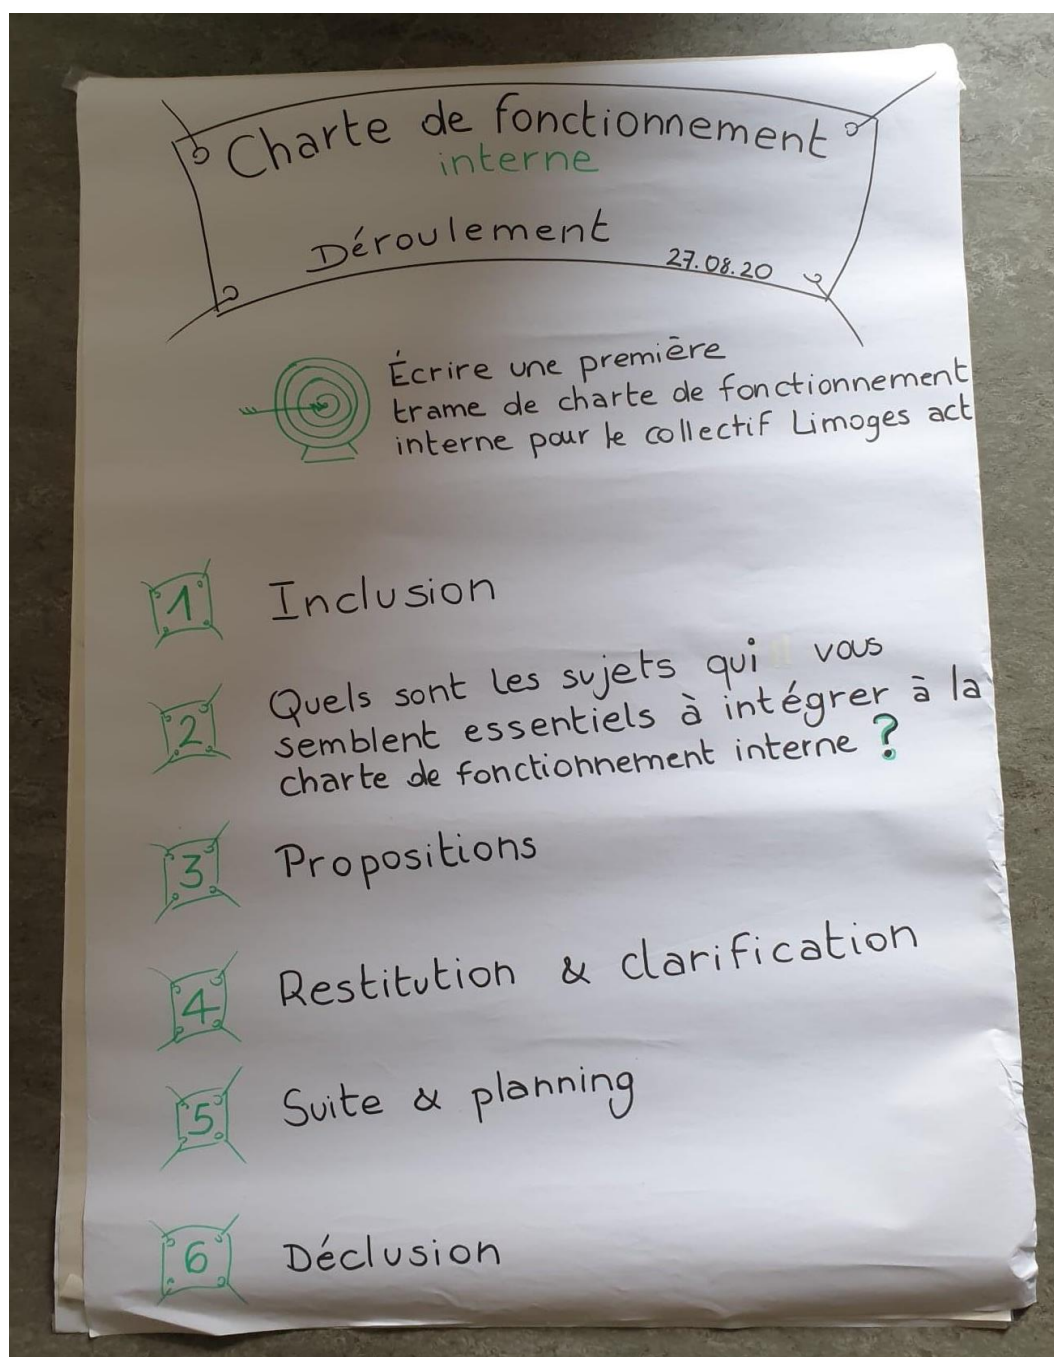 Charte de fonctionnement
interne
Déroulement
27.08.20
Écrire une première
trame de charte de fonctionnement
interne pour le collectif Limoges act
1 Inclusion
2 Quels sont les sujets qui vous
semblent essentiels à intégrer à la
charte de fonctionnement interne ?
3 Propositions
4 Restitution & clarification
5 Suite & planning
6 Déclusion